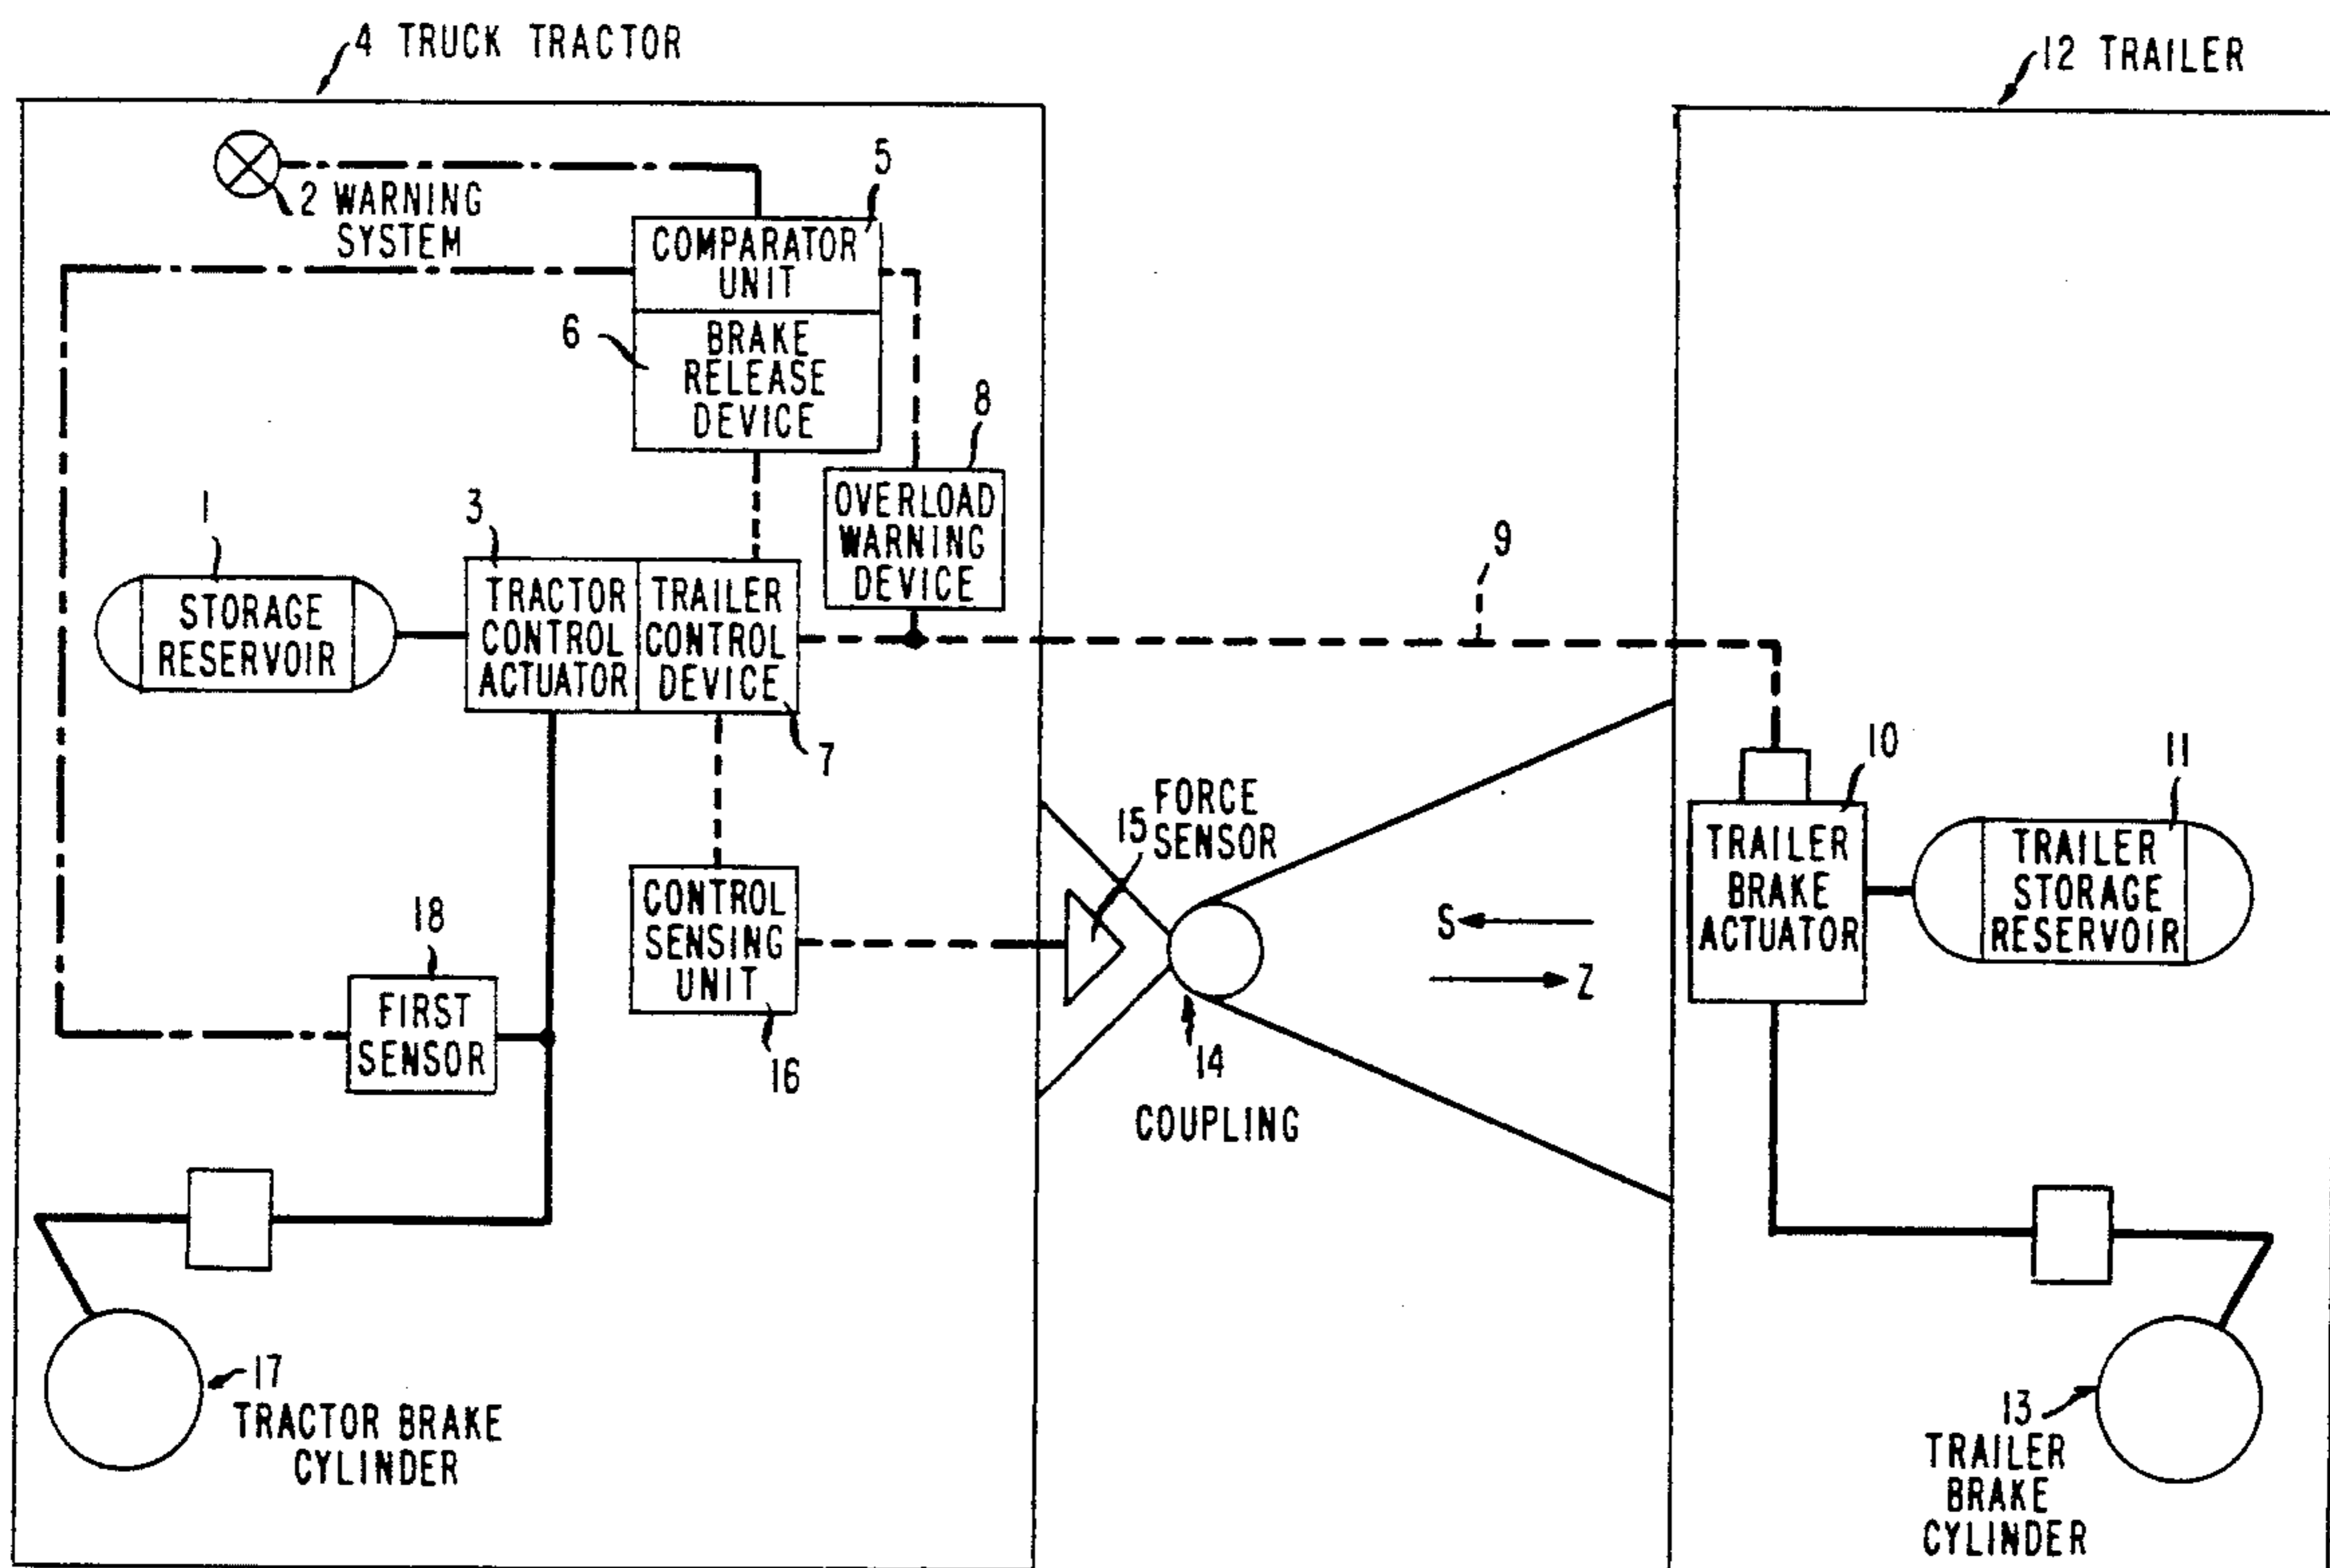 4 TRUCK TRACTOR
12 TRAILER
2 WARNING
SYSTEM
5
COMPARATOR
UNIT
6
BRAKE
RELEASE
DEVICE
8
OVERLOAD
WARNING
DEVICE
1
STORAGE
RESERVOIR
3
TRACTOR
CONTROL
ACTUATOR
TRAILER
CONTROL
DEVICE
7
9
10
TRAILER
BRAKE
ACTUATOR
11
TRAILER
STORAGE
RESERVOIR
15
FORCE
SENSOR
S
Z
14
COUPLING
CONTROL
SENSING
UNIT
16
18
FIRST
SENSOR
17
TRACTOR BRAKE
CYLINDER
13
TRAILER
BRAKE
CYLINDER